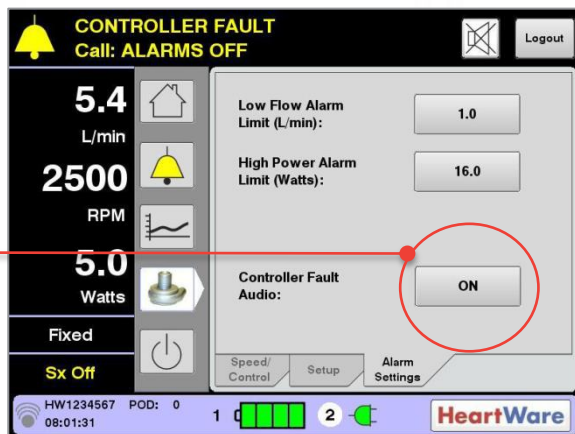 CONTROLLER FAULT
Call: ALARMS OFF
Logout
5.4
L/min
2500
RPM
5.0
Watts
Fixed
Sx Off
Low Flow Alarm
Limit (L/min):
1.0
High Power Alarm
Limit (Watts):
16.0
Controller Fault
Audio:
ON
Speed/
Control
Setup
Alarm
Settings
HW1234567 POD: 0
08:01:31
1
2
HeartWare